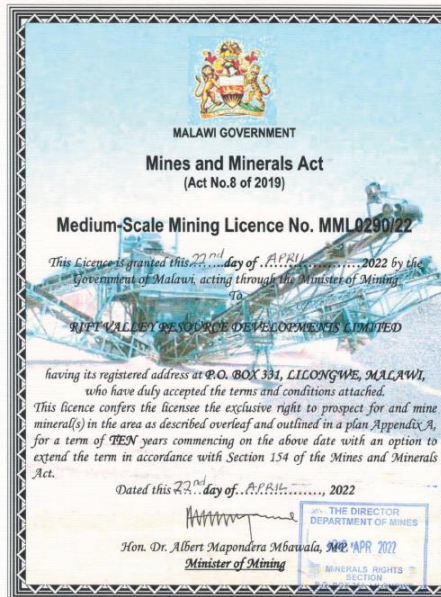 MALAWI GOVERNMENT
Mines and Minerals Act
(Act No.8 of 2019)
Medium-Scale Mining Licence No. MML0290/22
This Licence is granted this 22nd day of APRIL 2022 by the
Government of Malawi, acting through the Minister of Mining
To
RIFT VALLEY RESOURCE DEVELOPMENTS LIMITED
having its registered address at P.O. BOX 331, LILONGWE, MALAWI,
who have duly accepted the terms and conditions attached.
This licence confers the licensee the exclusive right to prospect for and mine
mineral(s) in the area as described overleaf and outlined in a plan Appendix A,
for a term of TEN years commencing on the above date with an option to
extend the term in accordance with Section 154 of the Mines and Minerals
Act.
Dated this 22nd day of APRIL, 2022
Hon. Dr. Albert Mapondera Mbawala, MP.
Minister of Mining
THE DIRECTOR
DEPARTMENT OF MINES
APR 2022
MINERALS RIGHTS
SECTION